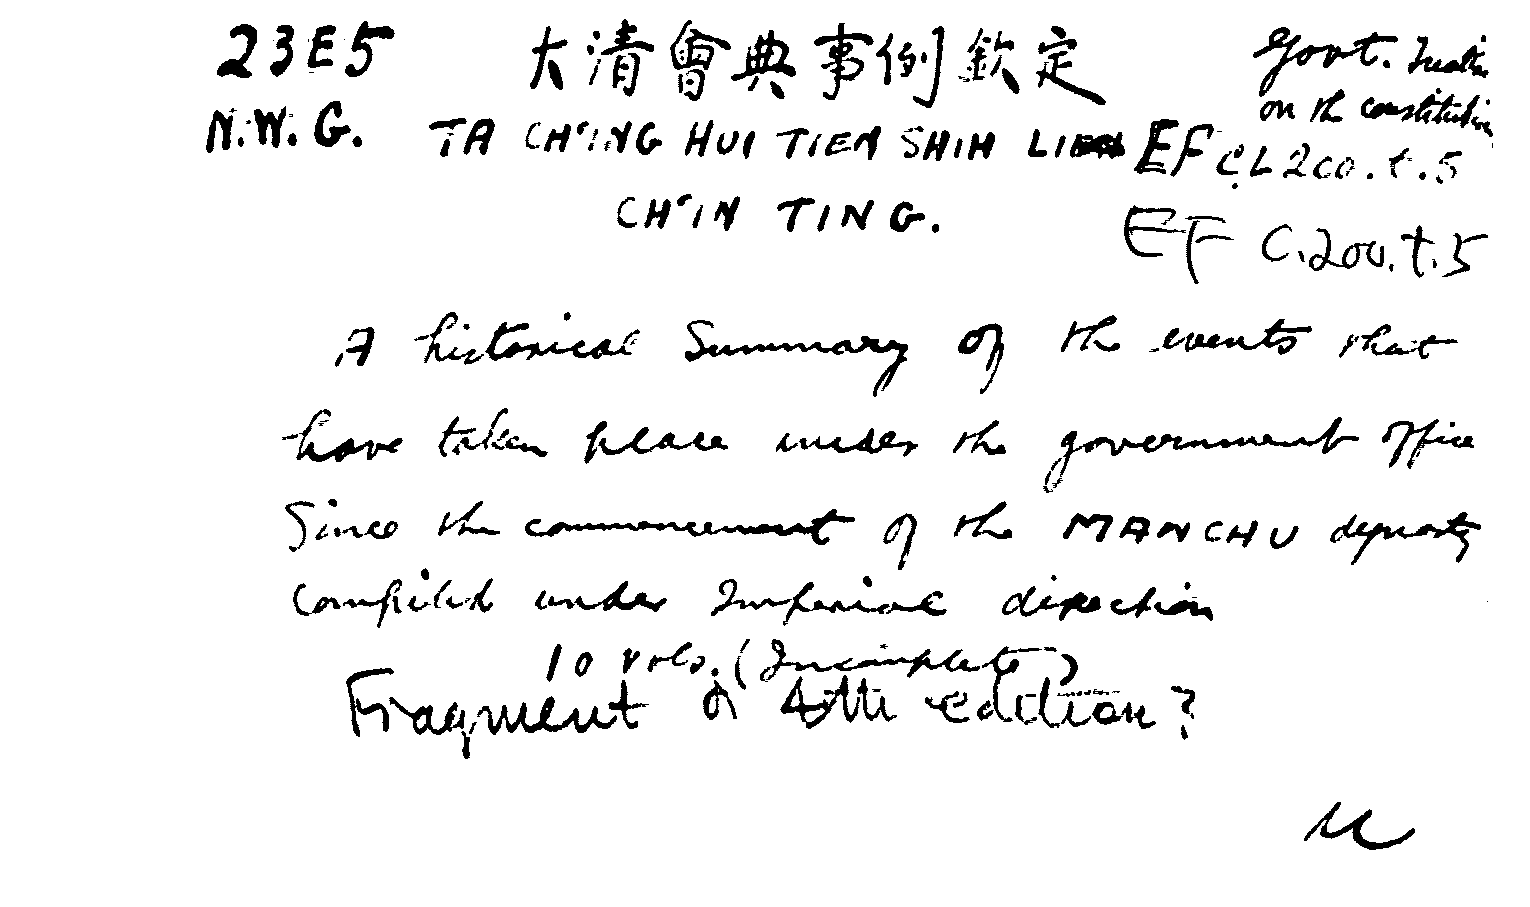 23E5 大清會典事例欽定 Govt.
N.W.G. on the constitution
TA CH'ING HUI TIEN SHIH LI EF C.L200.t.5
CH'IN TING. EF C.200.t.5
A historical Summary of the events that
have taken place under the government office
Since the commencement of the MANCHU dynasty
Compiled under Imperial direction
10 vols. (Incomplete)
Fragment of 4th edition?